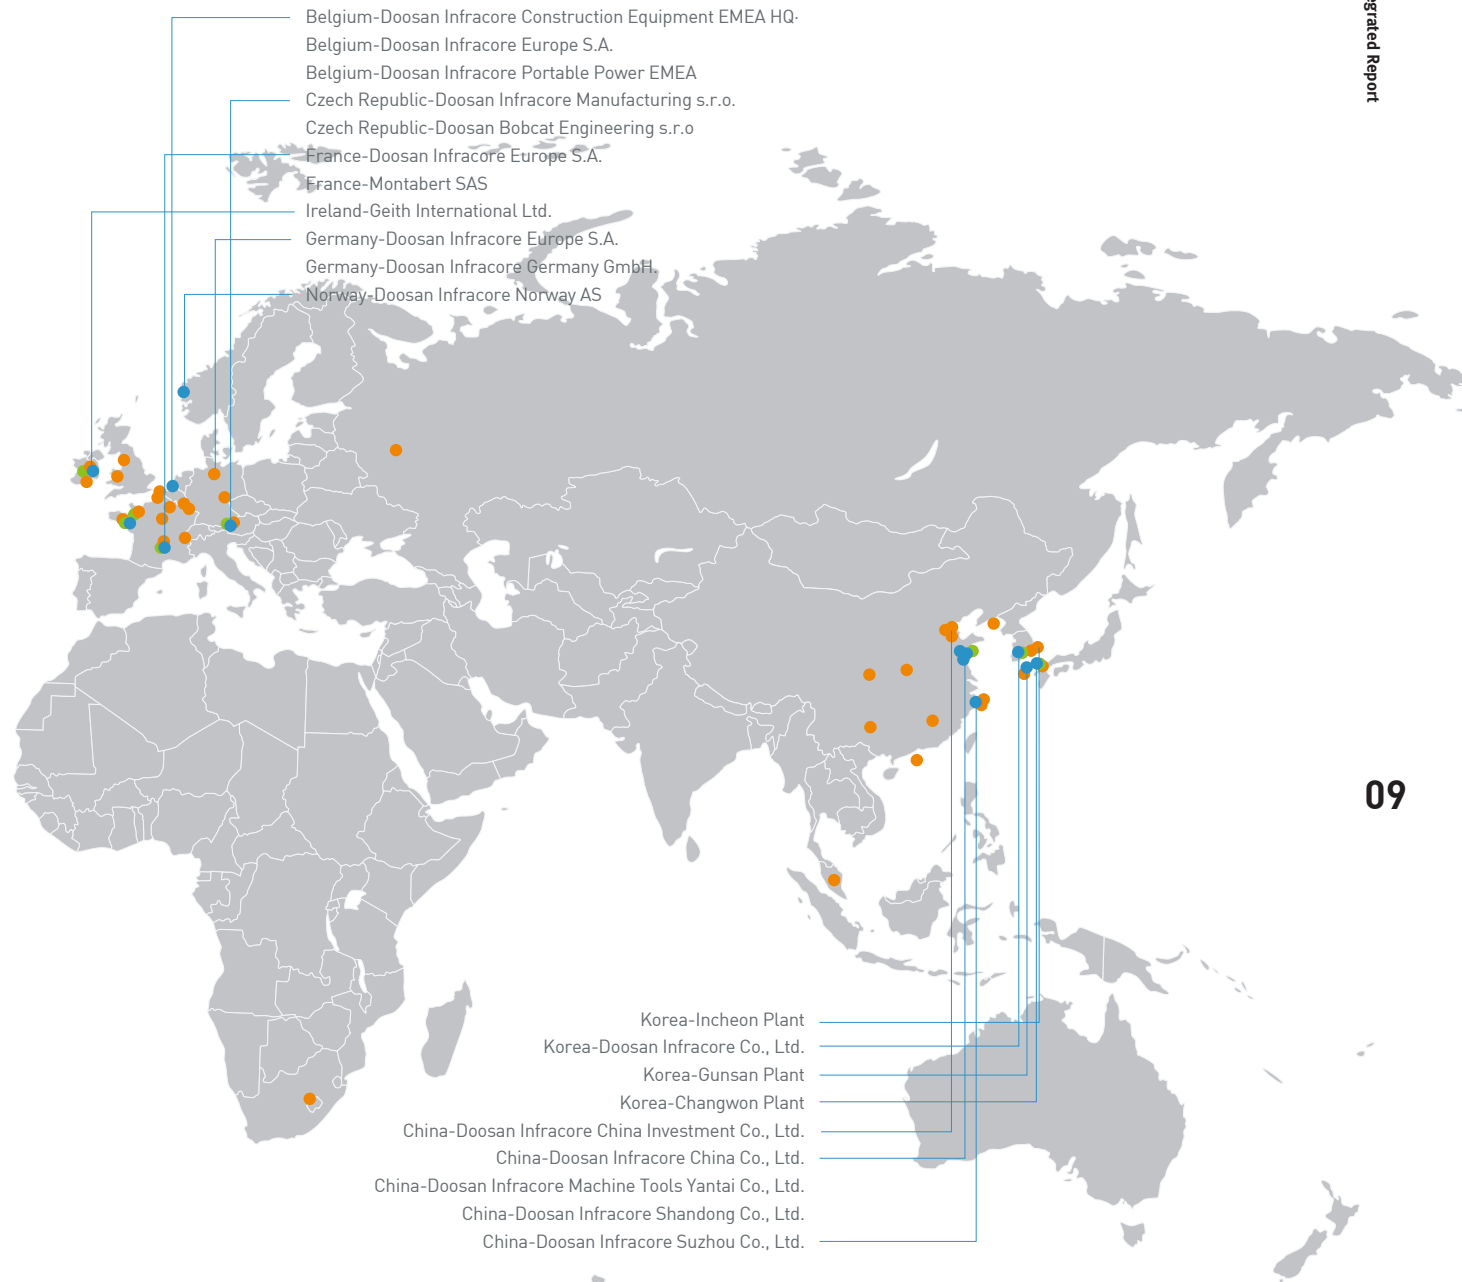 Belgium-Doosan Infracore Construction Equipment EMEA HQ·
Belgium-Doosan Infracore Europe S.A.
Belgium-Doosan Infracore Portable Power EMEA
Czech Republic-Doosan Infracore Manufacturing s.r.o.
Czech Republic-Doosan Bobcat Engineering s.r.o
France-Doosan Infracore Europe S.A.
France-Montabert SAS
Ireland-Geith International Ltd.
Germany-Doosan Infracore Europe S.A.
Germany-Doosan Infracore Germany GmbH.
Norway-Doosan Infracore Norway AS
egrated Report
09
Korea-Incheon Plant
Korea-Doosan Infracore Co., Ltd.
Korea-Gunsan Plant
Korea-Changwon Plant
China-Doosan Infracore China Investment Co., Ltd.
China-Doosan Infracore China Co., Ltd.
China-Doosan Infracore Machine Tools Yantai Co., Ltd.
China-Doosan Infracore Shandong Co., Ltd.
China-Doosan Infracore Suzhou Co., Ltd.